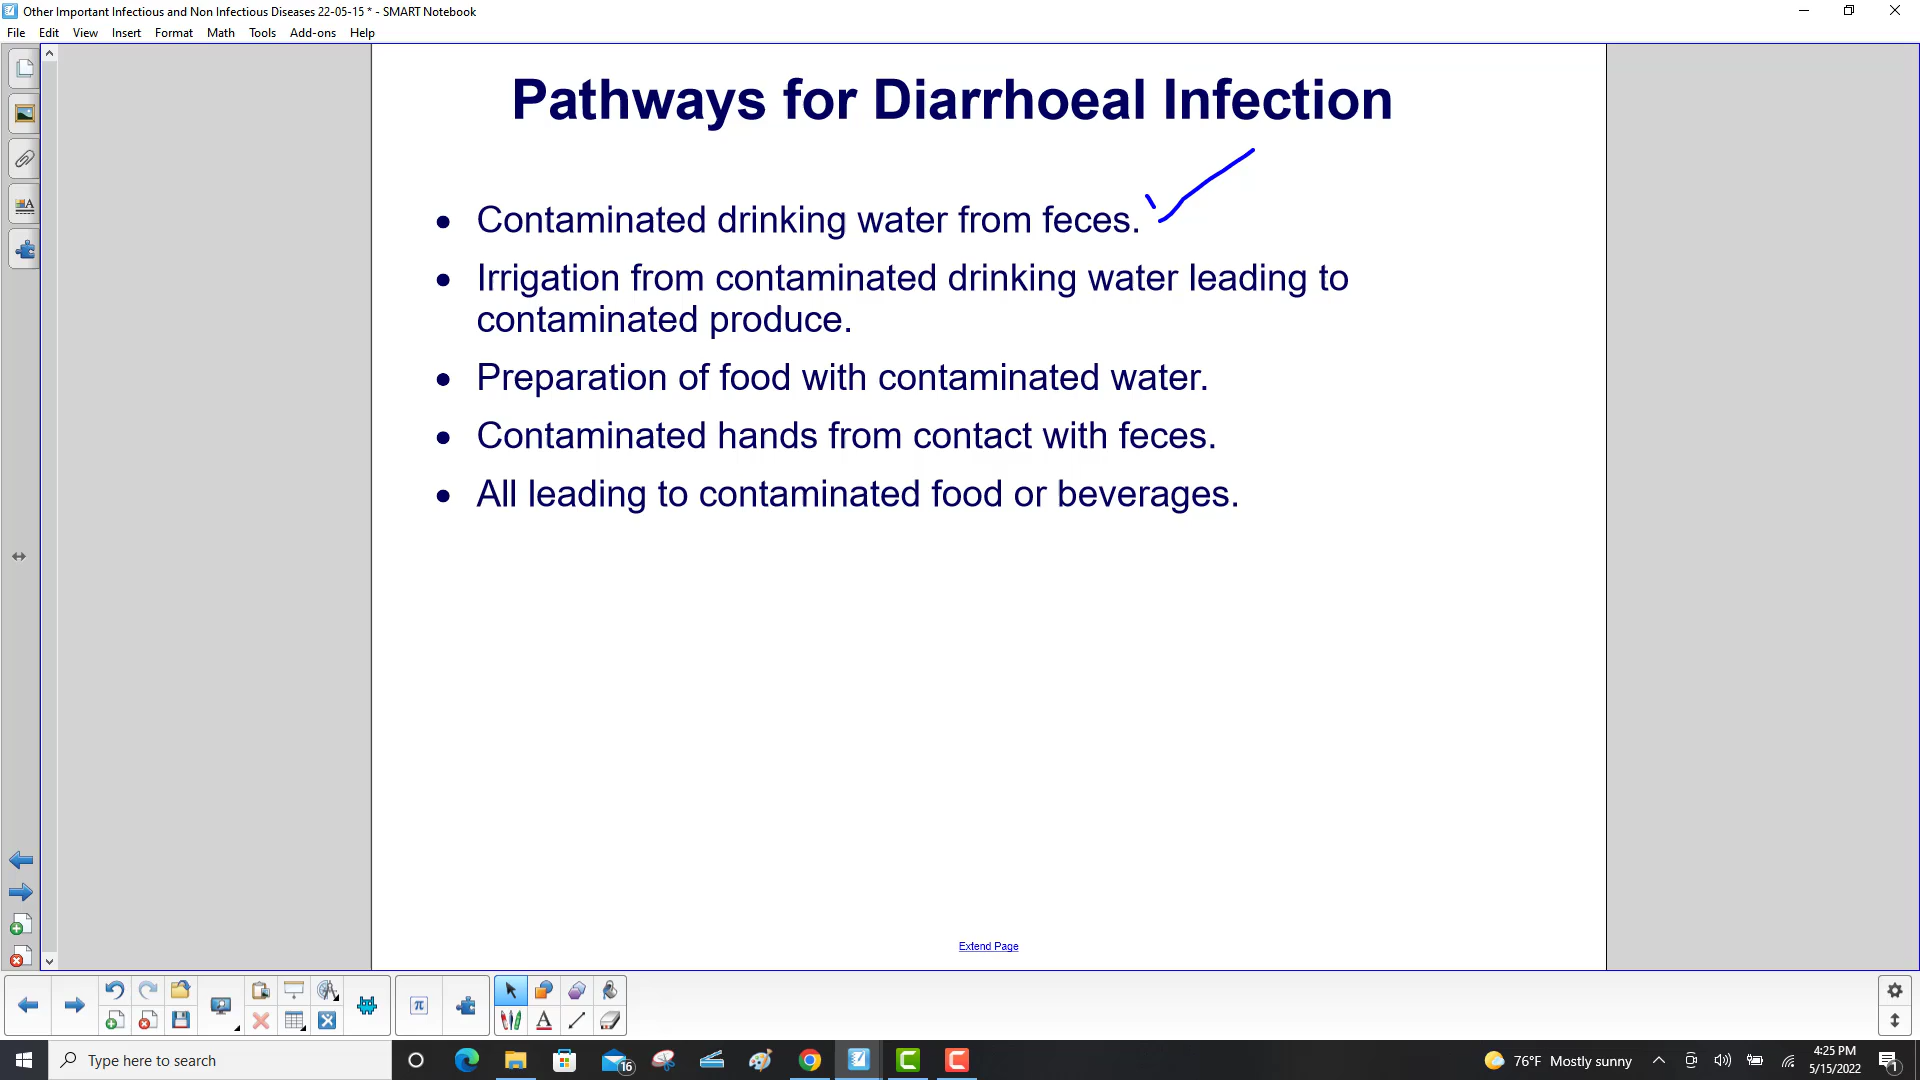 Other Important Infectious and Non Infectious Diseases 22-05-15 * - SMART Notebook
File Edit View Insert Format Math Tools Add-ons Help
Pathways for Diarrhoeal Infection
• Contaminated drinking water from feces.
• Irrigation from contaminated drinking water leading to
contaminated produce.
• Preparation of food with contaminated water.
• Contaminated hands from contact with feces.
• All leading to contaminated food or beverages.
Extend Page
π
A
Type here to search
16
76°F Mostly sunny
4:25 PM
5/15/2022
1